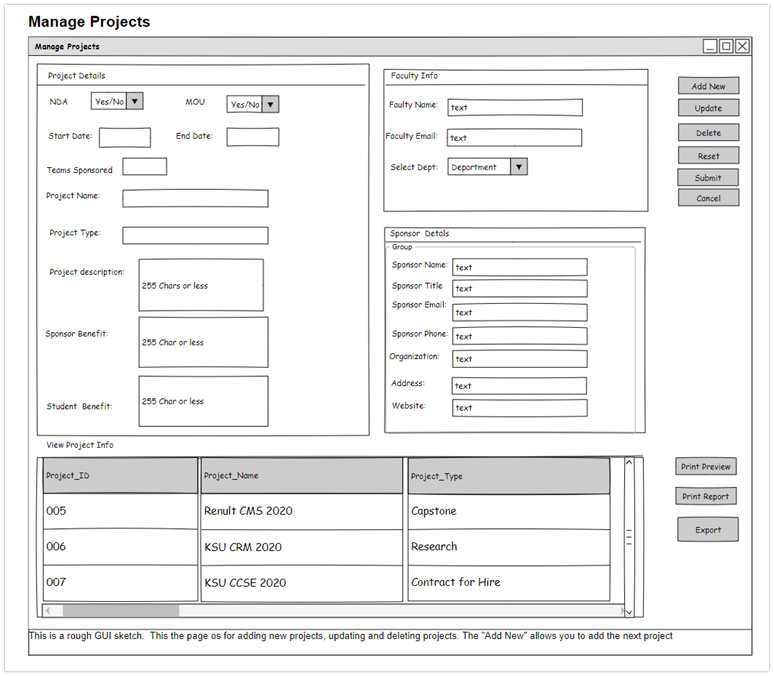 Manage Projects
Manage Projects
Project Details
NDA Yes/No MOU Yes/No
Start Date: End Date:
Teams Sponsored
Project Name:
Project Type:
Project description: 255 Chars or less
Sponsor Benefit: 255 Char or less
Student Benefit: 255 Char or less
Faculty Info
Faulty Name: text
Faculty Email: text
Select Dept: Department
Sponsor Detals
Group
Sponsor Name: text
Sponsor Title text
Sponsor Email: text
Sponsor Phone: text
Organization: text
Address: text
Website: text
Add New
Update
Delete
Reset
Submit
Cancel
View Project Info
Project_ID Project_Name Project_Type
005 Renult CMS 2020 Capstone
006 KSU CRM 2020 Research
007 KSU CCSE 2020 Contract for Hire
Print Preview
Print Report
Export
This is a rough GUI sketch. This the page os for adding new projects, updating and deleting projects. The "Add New" allows you to add the next project